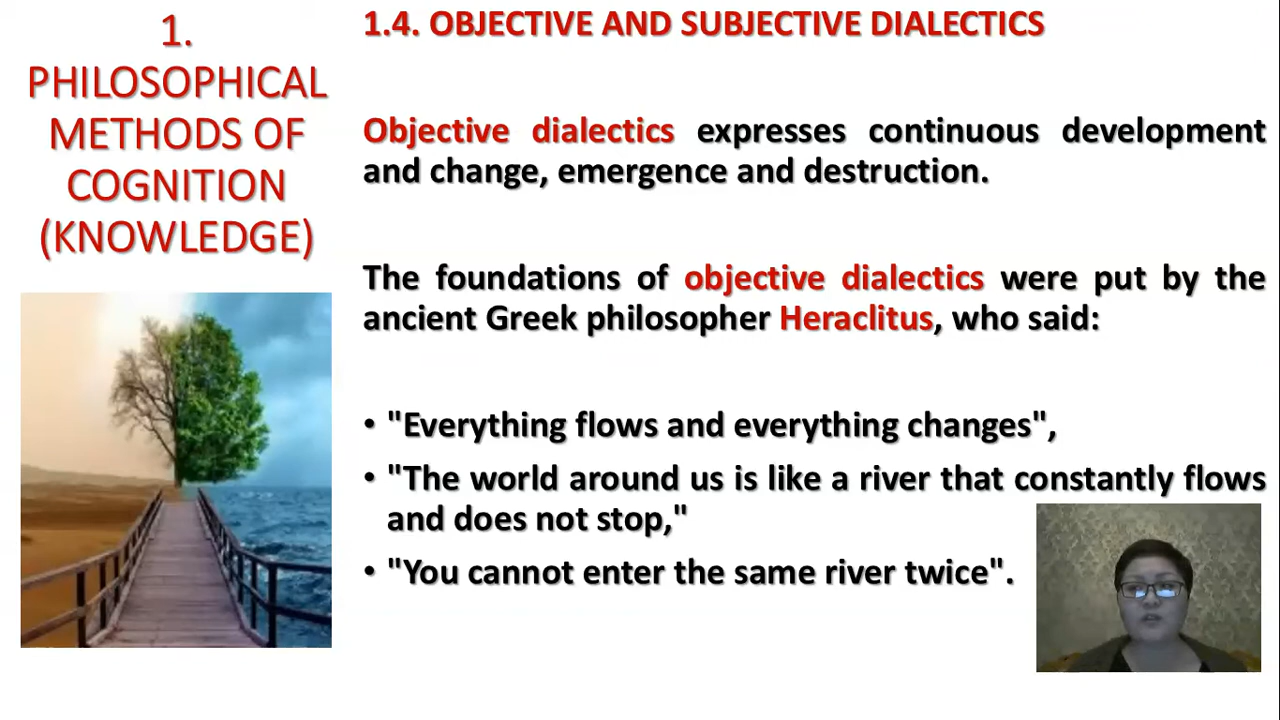 1.
PHILOSOPHICAL
METHODS OF
COGNITION
(KNOWLEDGE)
1.4. OBJECTIVE AND SUBJECTIVE DIALECTICS
Objective dialectics expresses continuous development
and change, emergence and destruction.
The foundations of objective dialectics were put by the
ancient Greek philosopher Heraclitus, who said:
• "Everything flows and everything changes",
• "The world around us is like a river that constantly flows
and does not stop,"
• "You cannot enter the same river twice".